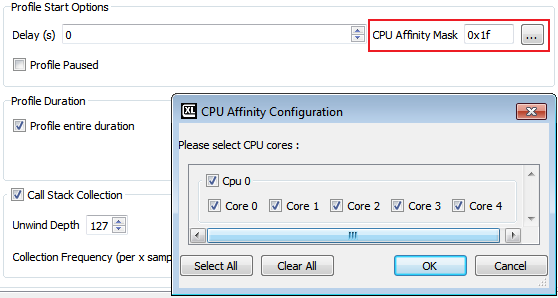 Profile Start Options
Delay (s) 0 CPU Affinity Mask 0x1f ...
Profile Paused
Profile Duration
Profile entire duration
XL CPU Affinity Configuration
Please select CPU cores :
Cpu 0
Core 0 Core 1 Core 2 Core 3 Core 4
Select All Clear All OK Cancel
Call Stack Collection
Unwind Depth 127
Collection Frequency (per x samp